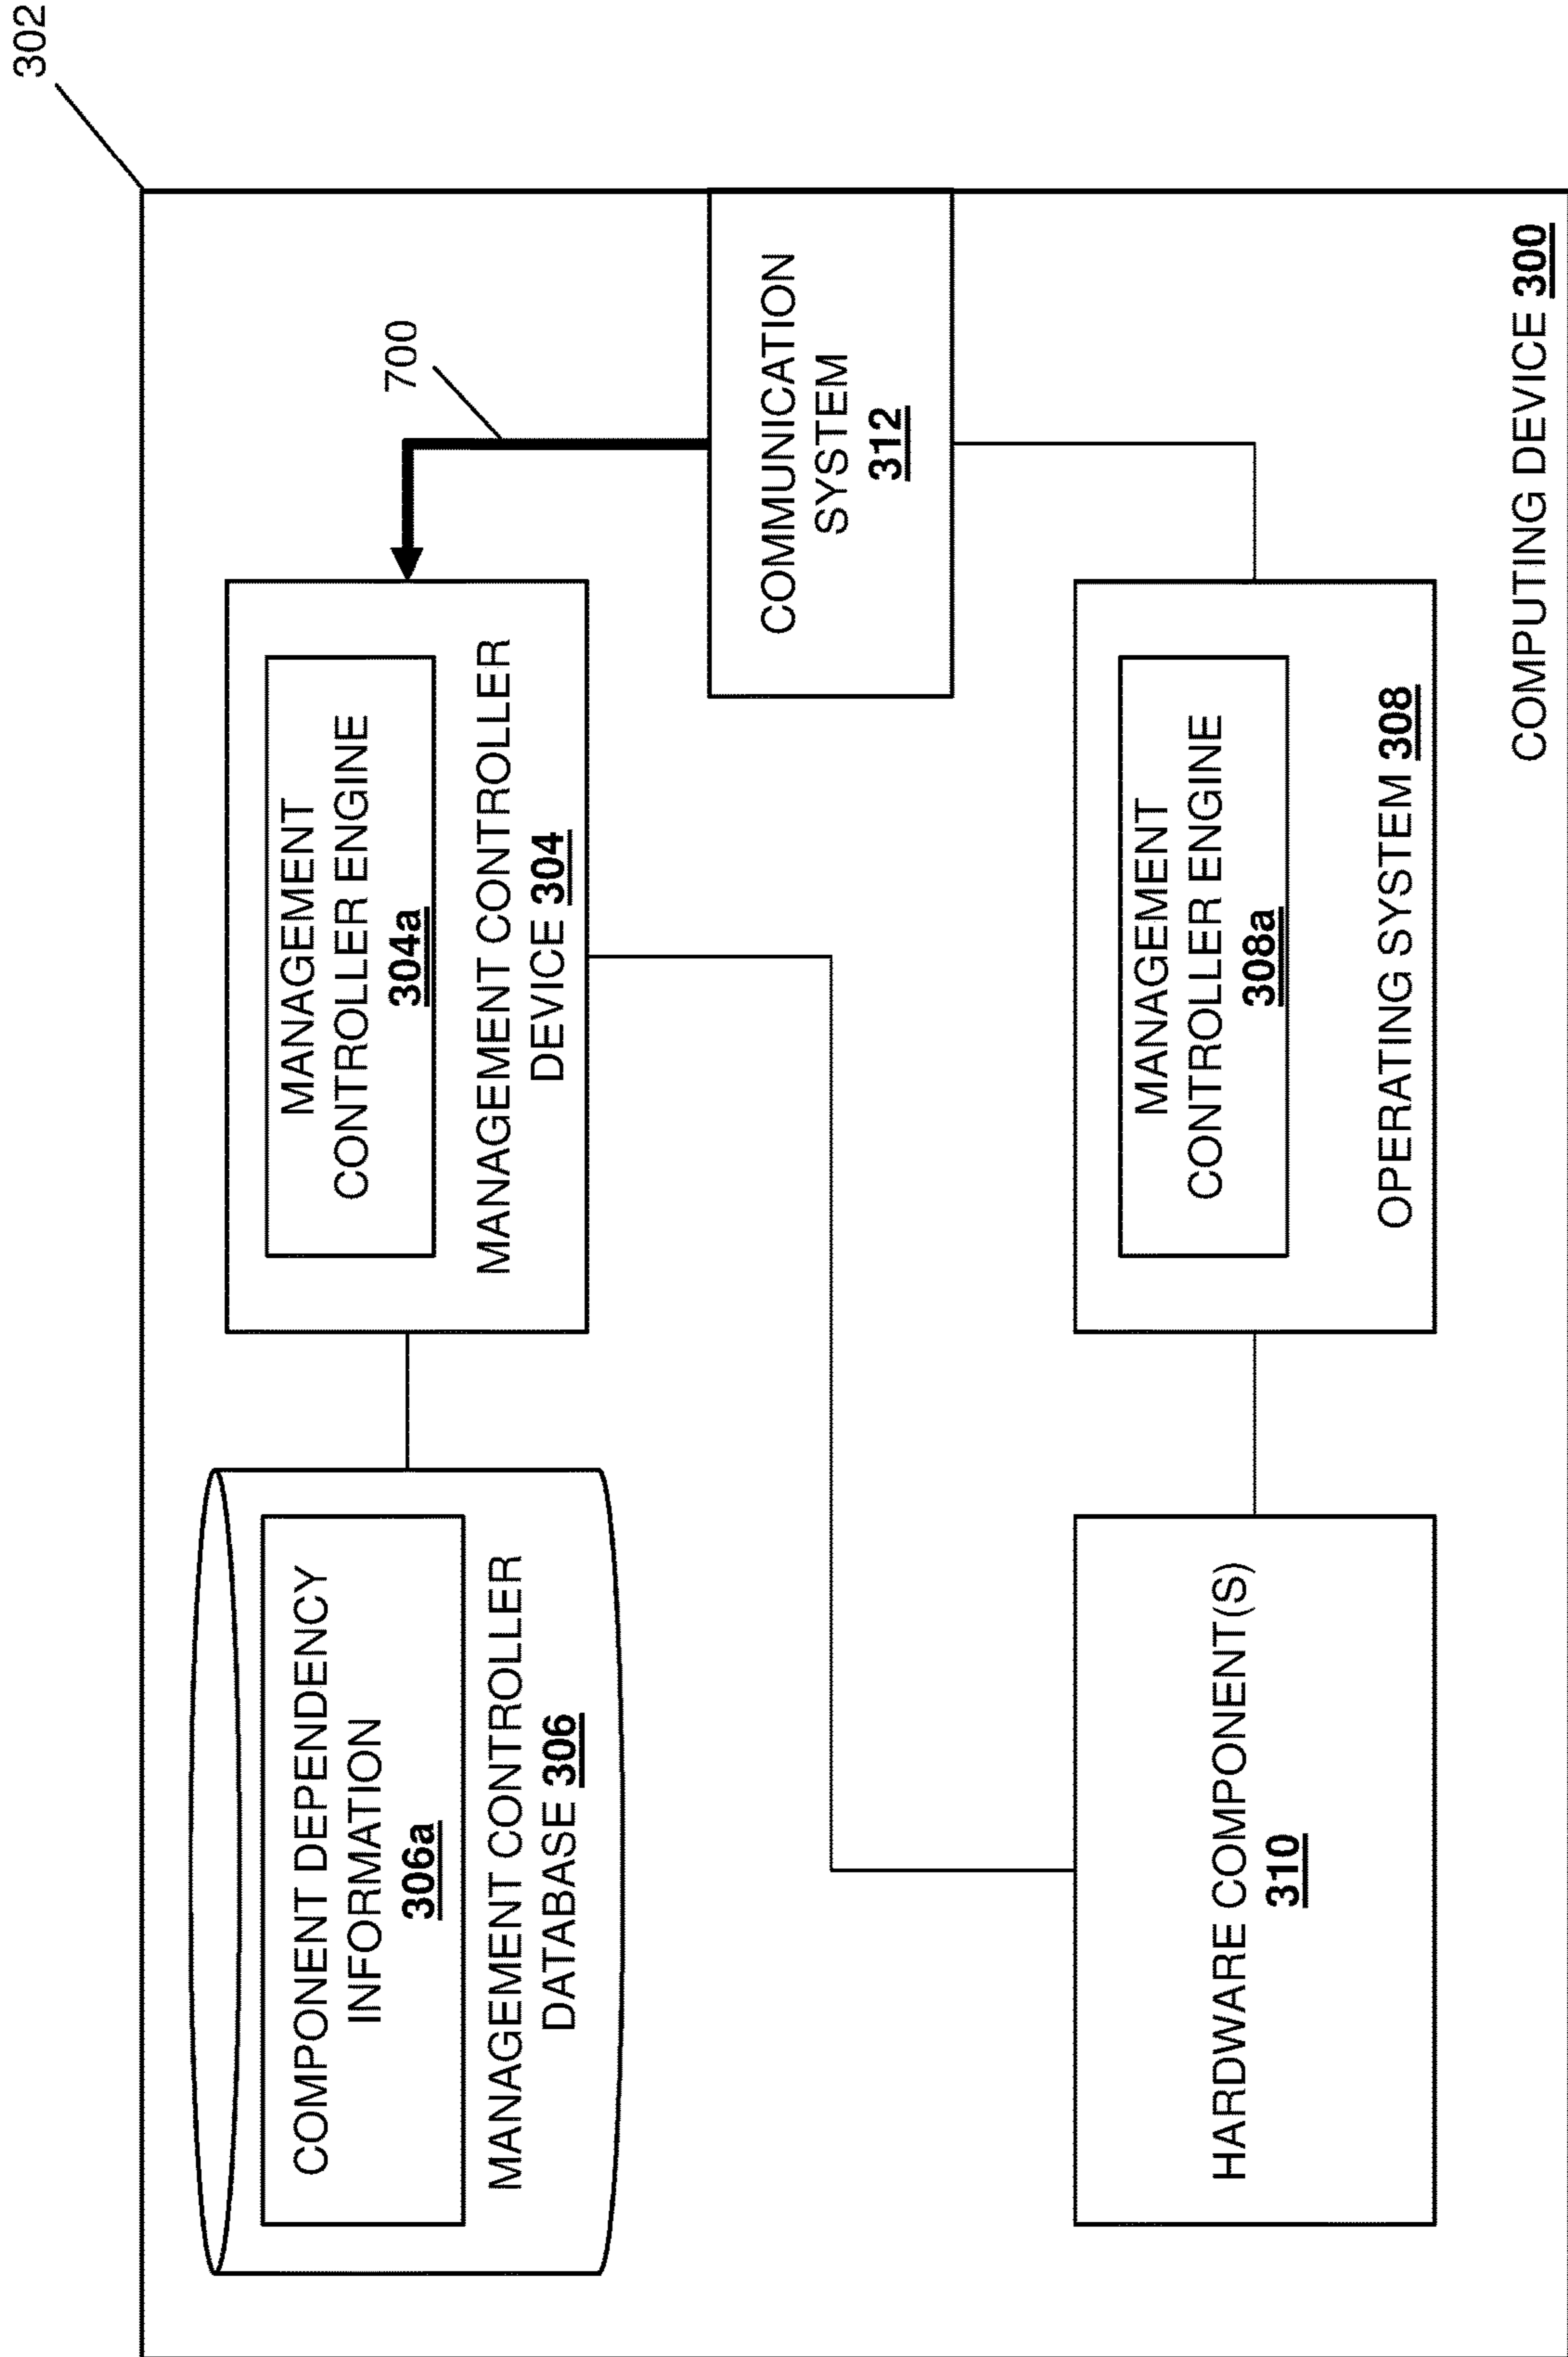 302
COMPONENT DEPENDENCY
INFORMATION
306a
MANAGEMENT CONTROLLER
DATABASE 306
MANAGEMENT
CONTROLLER ENGINE
304a
MANAGEMENT CONTROLLER
DEVICE 304
700
COMMUNICATION
SYSTEM
312
HARDWARE COMPONENT(S)
310
MANAGEMENT
CONTROLLER ENGINE
308a
OPERATING SYSTEM 308
COMPUTING DEVICE 300